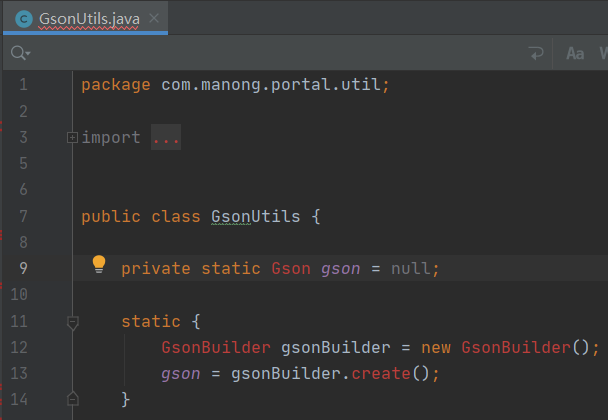 GsonUtils.java
Aa
1 package com.manong.portal.util;
2
3 import ...
5
6
7 public class GsonUtils {
8
9 private static Gson gson = null;
10
11 static {
12 GsonBuilder gsonBuilder = new GsonBuilder();
13 gson = gsonBuilder.create();
14 }